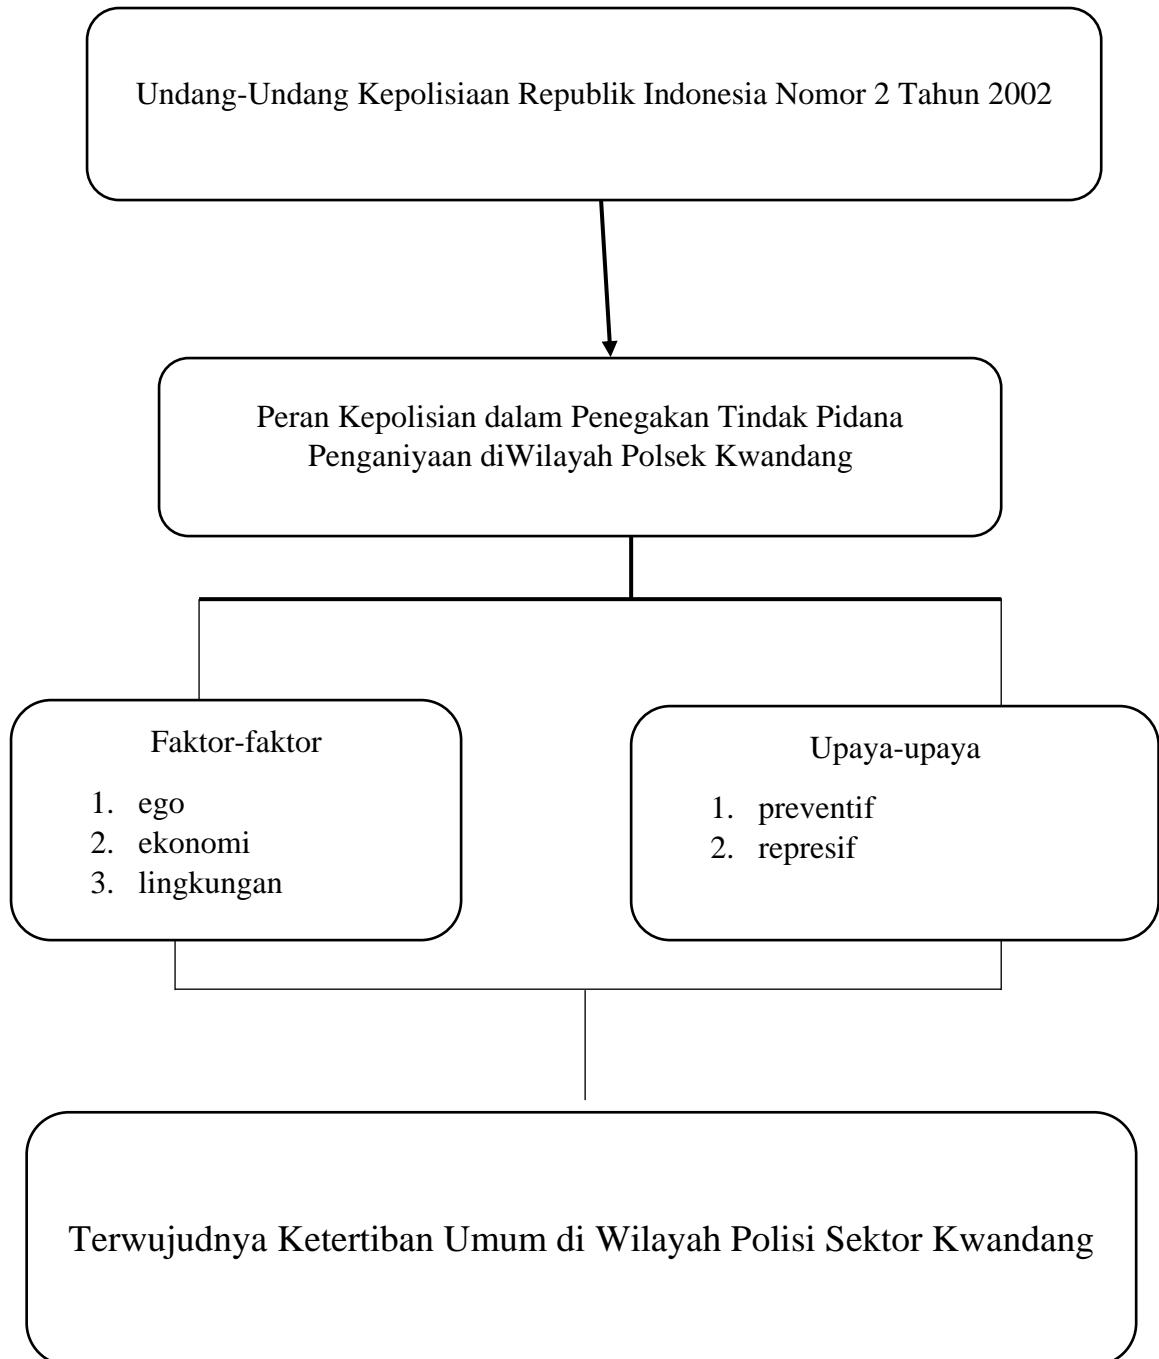 Undang-Undang Kepolisiaan Republik Indonesia Nomor 2 Tahun 2002
Peran Kepolisian dalam Penegakan Tindak Pidana
Penganiyaan diWilayah Polsek Kwandang
Faktor-faktor
1. ego
2. ekonomi
3. lingkungan
Upaya-upaya
1. preventif
2. represif
Terwujudnya Ketertiban Umum di Wilayah Polisi Sektor Kwandang